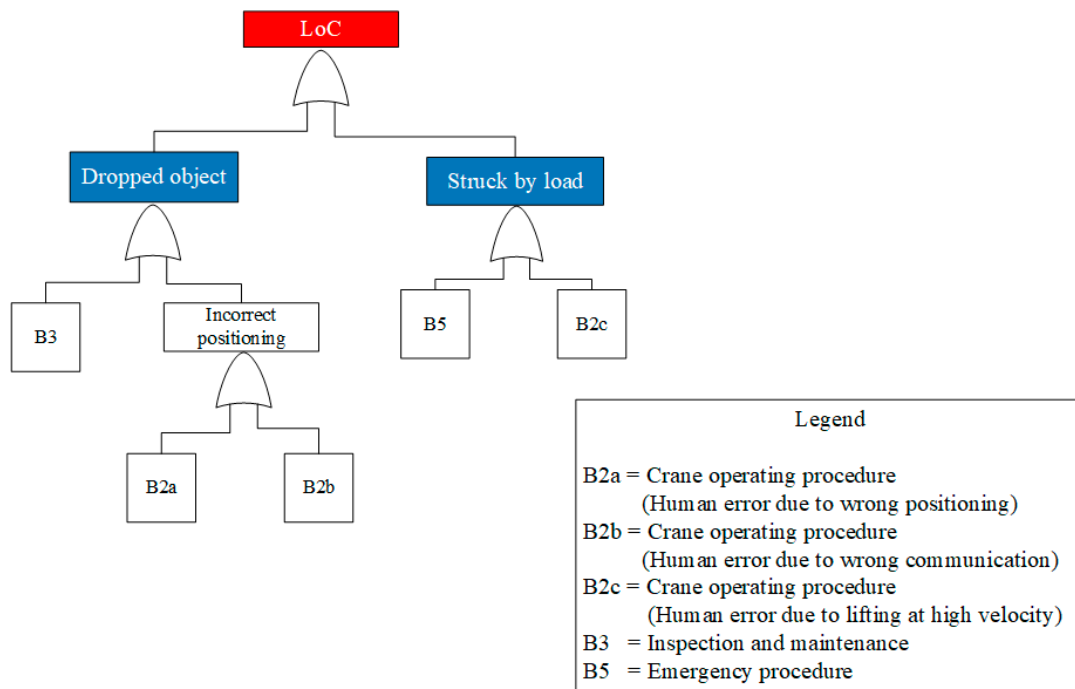 LoC
Dropped object
Struck by load
B3
Incorrect
positioning
B5
B2c
B2a
B2b
Legend
B2a = Crane operating procedure
(Human error due to wrong positioning)
B2b = Crane operating procedure
(Human error due to wrong communication)
B2c = Crane operating procedure
(Human error due to lifting at high velocity)
B3 = Inspection and maintenance
B5 = Emergency procedure